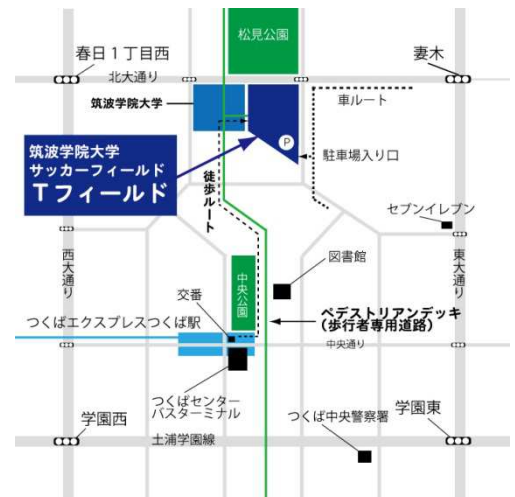 松見公園
春日1丁目西
妻木
北大通り
筑波学院大学
車ルート
P
筑波学院大学
サッカーフィールド
Tフィールド
駐車場入り口
徒歩ルート
セブンイレブン
西大通り
東大通り
図書館
中央公園
交番
ペデストリアンデッキ
(歩行者専用道路)
つくばエクスプレスつくば駅
中央通り
つくばセンター
バスターミナル
学園西
つくば中央警察署
学園東
土浦学園線